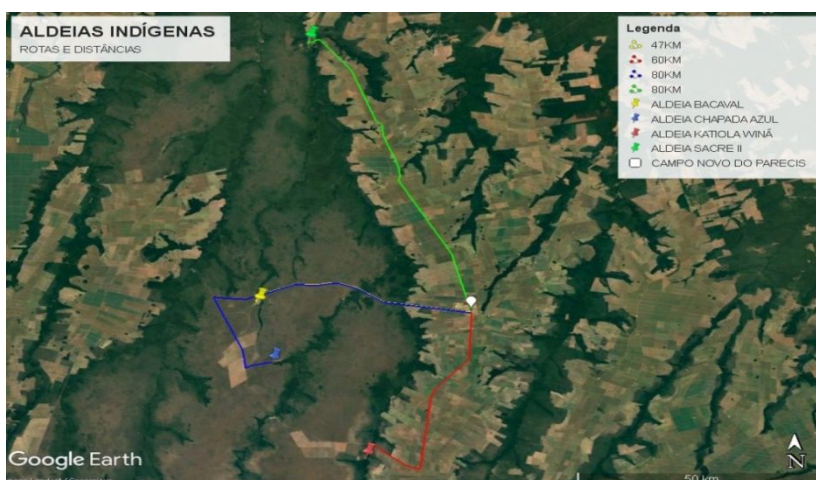 ALDEIAS INDÍGENAS
ROTAS E DISTÂNCIAS
Legenda
47KM
60KM
80KM
80KM
ALDEIA BACAVAL
ALDEIA CHAPADA AZUL
ALDEIA KATIOLA WINÃ
ALDEIA SACRE II
CAMPO NOVO DO PARECIS
Google Earth
N
50 km